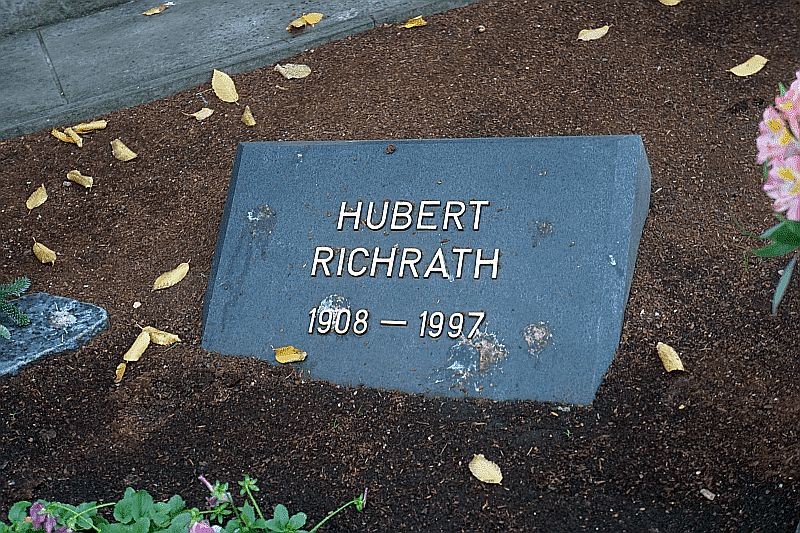 HUBERT
RICHRATH
1908 – 1997